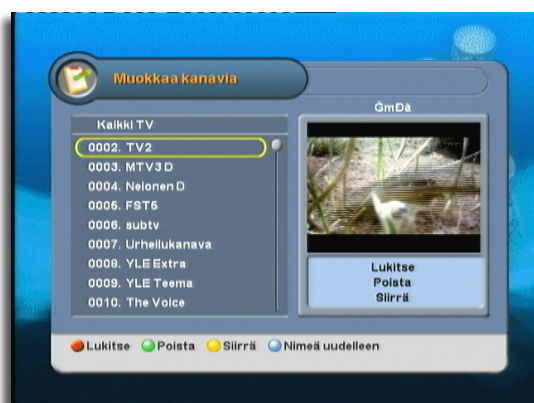 Muokkaa kanavia
ĜmDà
Kaikki TV
0002. TV2
0003. MTV3 D
0004. Nelonen D
0005. FST5
0006. subtv
0007. Urheilukanava
0008. YLE Extra
0009. YLE Teema
0010. The Voice
Lukitse
Poista
Siirrä
Lukitse Poista Siirrä Nimeä uudelleen